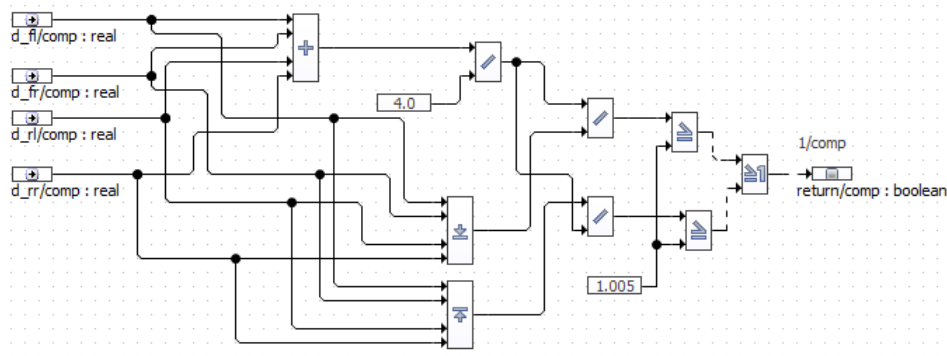 d_fl/comp : real
d_fr/comp : real
4.0
d_rl/comp : real
1/comp
d_rr/comp : real
≥1
return/comp : boolean
1.005